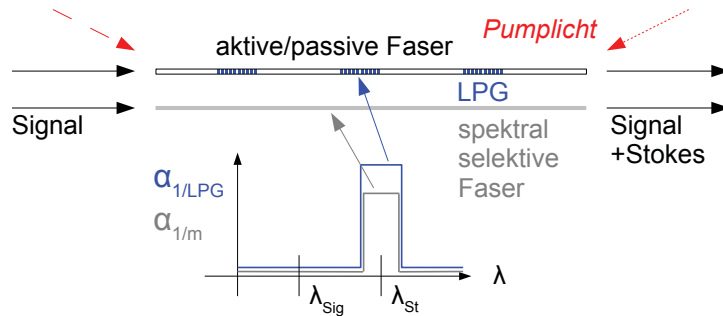 Pumplicht
aktive/passive Faser
LPG
Signal
spektral
selektive
Faser
Signal
+Stokes
α1/LPG
α1/m
λ
λSig
λSt